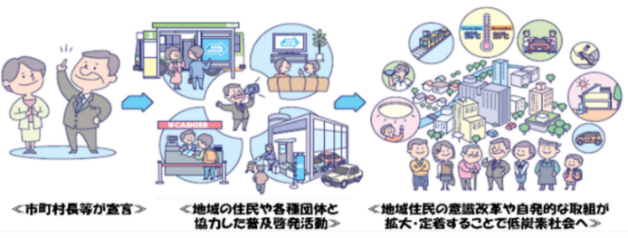 ¥CASHIER
≪市町村長等が宣言≫
≪地域の住民や各種団体と
協力した普及啓発活動≫
≪地域住民の意識改革や自発的な取組が
拡大・定着することで低炭素社会へ≫